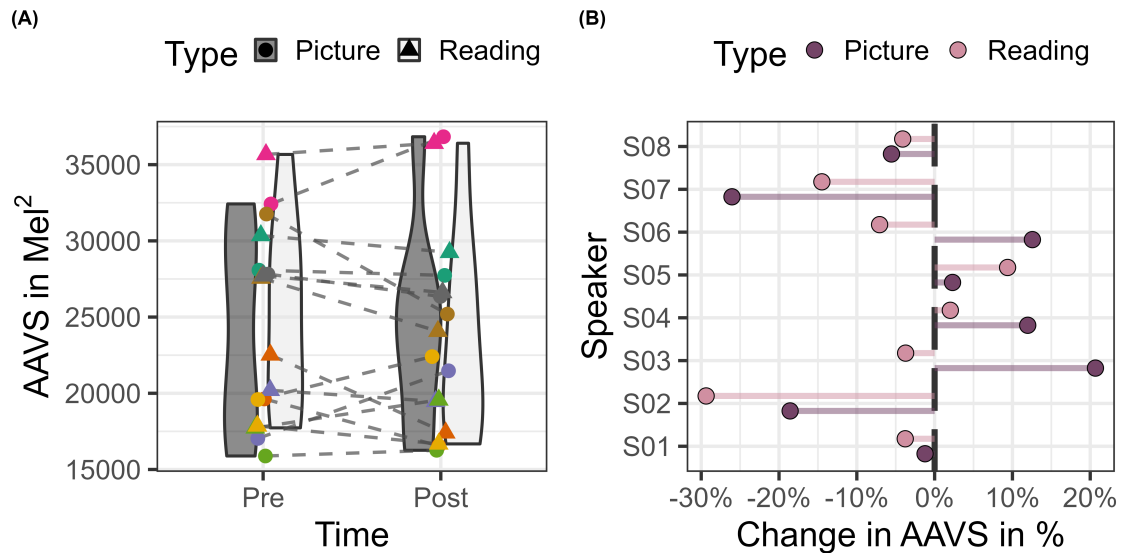 (A)
Type Picture Reading
AAVS in Mel²
35000
30000
25000
20000
15000
Pre Post
Time
(B)
Type Picture Reading
Speaker
S08
S07
S06
S05
S04
S03
S02
S01
-30% -20% -10% 0% 10% 20%
Change in AAVS in %